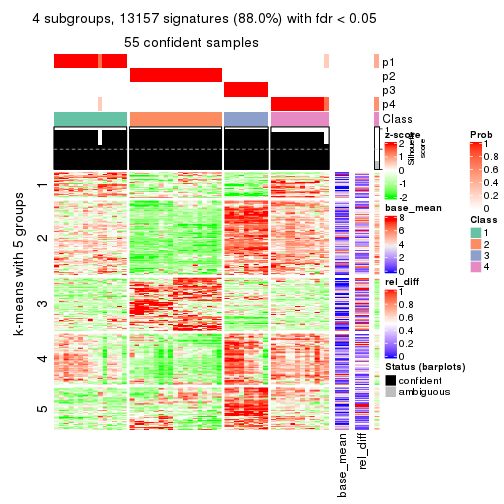 4 subgroups, 13157 signatures (88.0%) with fdr < 0.05
55 confident samples
p1
p2
p3
p4
Class
Silhouette
score
1
z-score
2
1
0
-1
-2
base_mean
8
6
4
2
0
rel_diff
1
0.8
0.6
0.4
0.2
0
Status (barplots)
confident
ambiguous
Prob
1
0.8
0.6
0.4
0.2
0
Class
1
2
3
4
k-means with 5 groups
1
2
3
4
5
base_mean
rel_diff